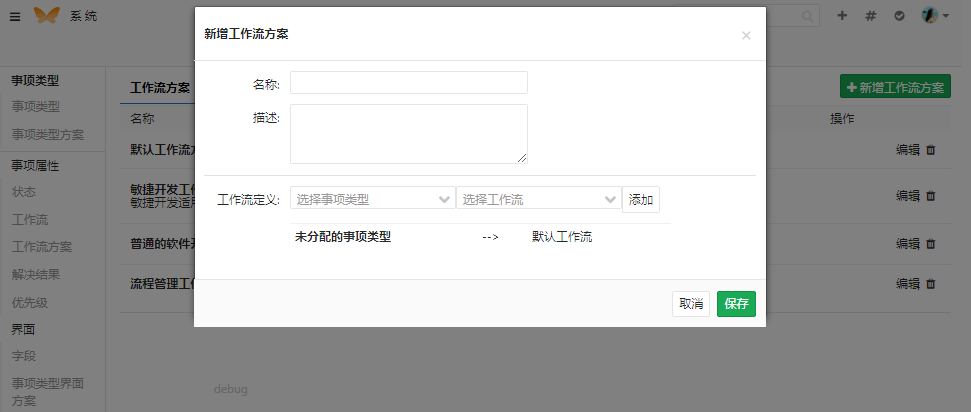 系统
新增工作流方案
×
事项类型
事项类型
事项类型方案
事项属性
状态
工作流
工作流方案
解决结果
优先级
界面
字段
事项类型界面
方案
工作流方案
新增工作流方案
名称
操作
默认工作流
编辑
敏捷开发工
敏捷开发适
编辑
普通的软件
编辑
流程管理工
编辑
名称:
描述:
工作流定义: 选择事项类型 选择工作流 添加
未分配的事项类型 --> 默认工作流
取消 保存
debug